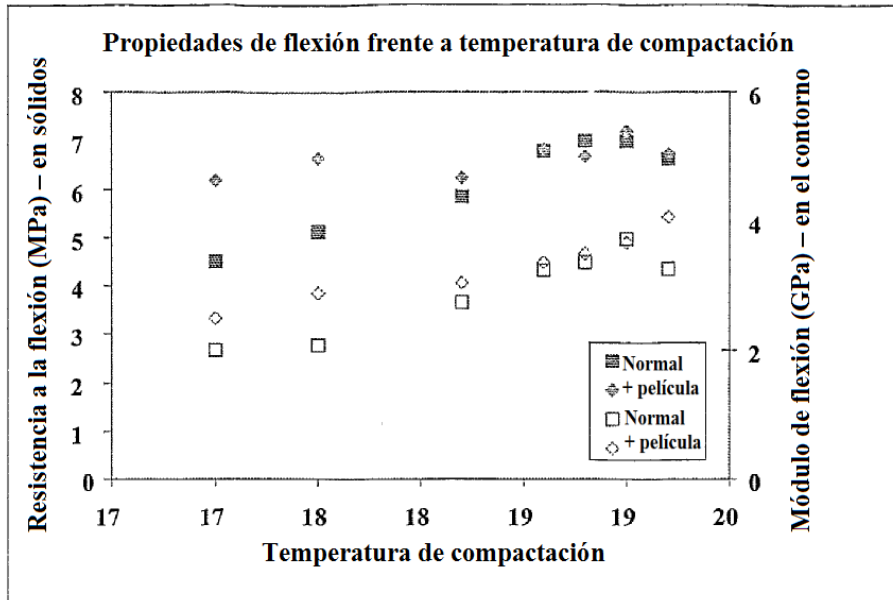 Propiedades de flexión frente a temperatura de compactación
Resistencia a la flexión (MPa) – en sólidos
8
7
6
5
4
3
2
1
0
6
4
2
0
Módulo de flexión (GPa) – en el contorno
Normal
+ película
Normal
+ película
17 17 18 18 19 19 20
Temperatura de compactación